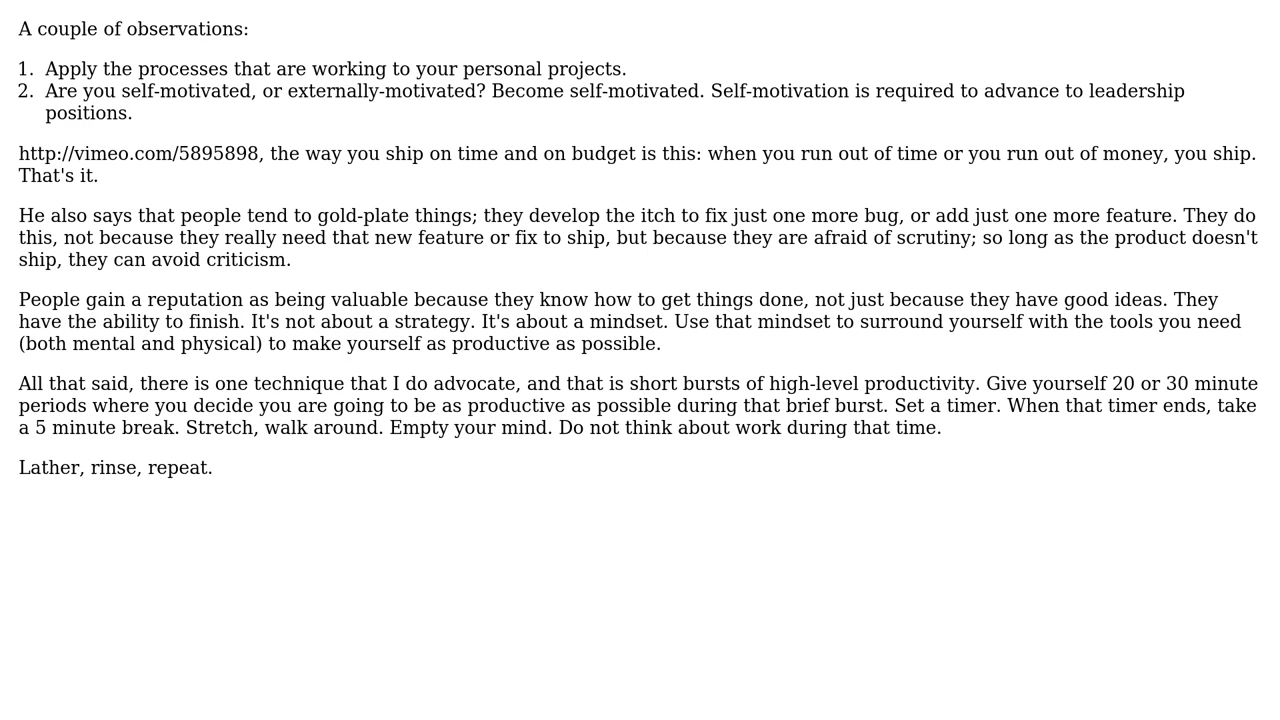 A couple of observations:
1. Apply the processes that are working to your personal projects.
2. Are you self-motivated, or externally-motivated? Become self-motivated. Self-motivation is required to advance to leadership
positions.
http://vimeo.com/5895898, the way you ship on time and on budget is this: when you run out of time or you run out of money, you ship.
That's it.
He also says that people tend to gold-plate things; they develop the itch to fix just one more bug, or add just one more feature. They do
this, not because they really need that new feature or fix to ship, but because they are afraid of scrutiny; so long as the product doesn't
ship, they can avoid criticism.
People gain a reputation as being valuable because they know how to get things done, not just because they have good ideas. They
have the ability to finish. It's not about a strategy. It's about a mindset. Use that mindset to surround yourself with the tools you need
(both mental and physical) to make yourself as productive as possible.
All that said, there is one technique that I do advocate, and that is short bursts of high-level productivity. Give yourself 20 or 30 minute
periods where you decide you are going to be as productive as possible during that brief burst. Set a timer. When that timer ends, take
a 5 minute break. Stretch, walk around. Empty your mind. Do not think about work during that time.
Lather, rinse, repeat.